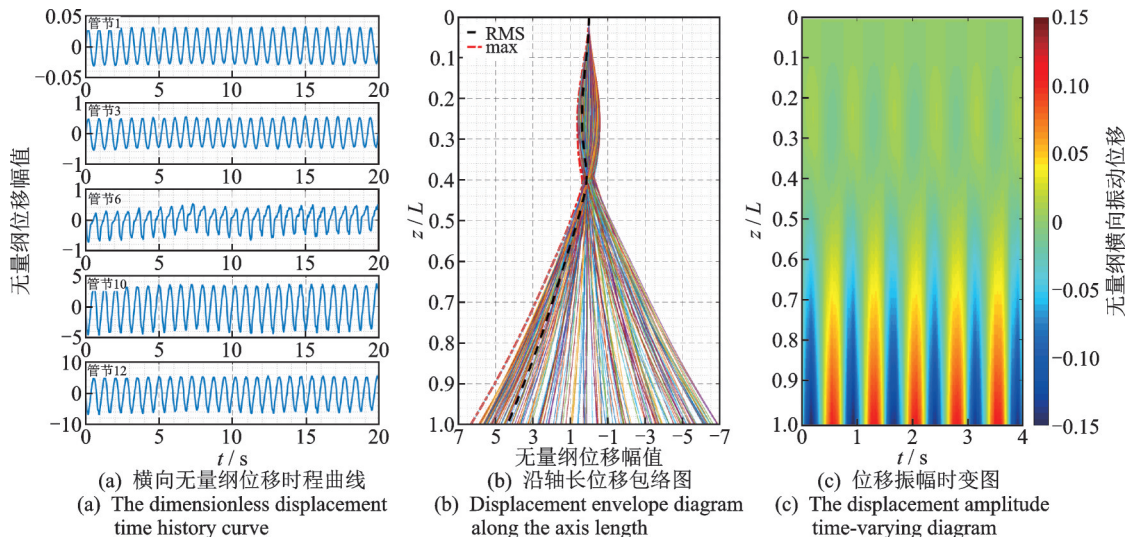 无量纲位移幅值
0.05
0
−0.05
管节1
0 5 10 15 20
1
0
−1
管节3
0 5 10 15 20
1
0
−1
管节6
0 5 10 15 20
5
0
−5
管节10
0 5 10 15 20
10
0
−10
管节12
0 5 10 15 20
t / s
(a) 横向无量纲位移时程曲线
(a) The dimensionless displacement
time history curve
z / L
0
0.1
0.2
0.3
0.4
0.5
0.6
0.7
0.8
0.9
1.0
RMS
max
7 5 3 1 −1 −3 −5 −7
无量纲位移幅值
(b) 沿轴长位移包络图
(b) Displacement envelope diagram
along the axis length
z / L
0
0.1
0.2
0.3
0.4
0.5
0.6
0.7
0.8
0.9
1.0
0 1 2 3 4
t / s
0.15
0.10
0.05
0
−0.05
−0.10
−0.15
无量纲横向振动位移
(c) 位移振幅时变图
(c) The displacement amplitude
time-varying diagram